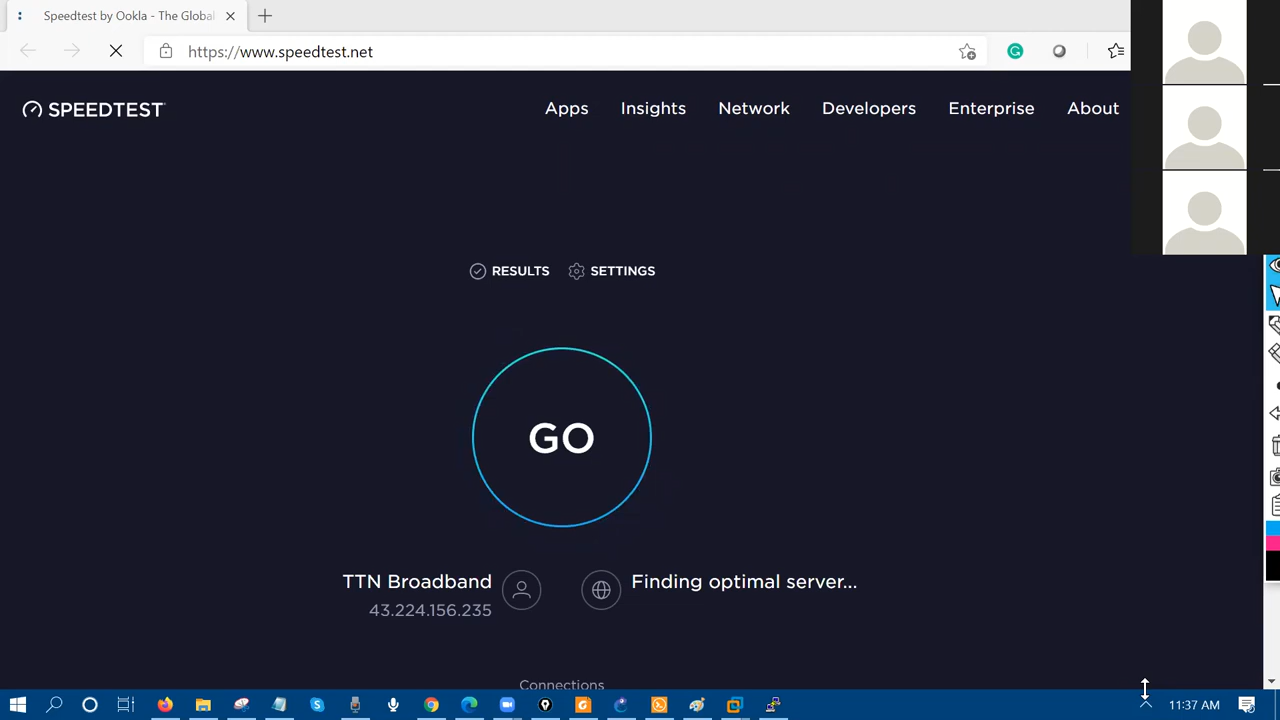 Speedtest by Ookla - The Global
https://www.speedtest.net
SPEEDTEST
Apps
Insights
Network
Developers
Enterprise
About
RESULTS
SETTINGS
GO
TTN Broadband
43.224.156.235
Finding optimal server...
Connections
11:37 AM